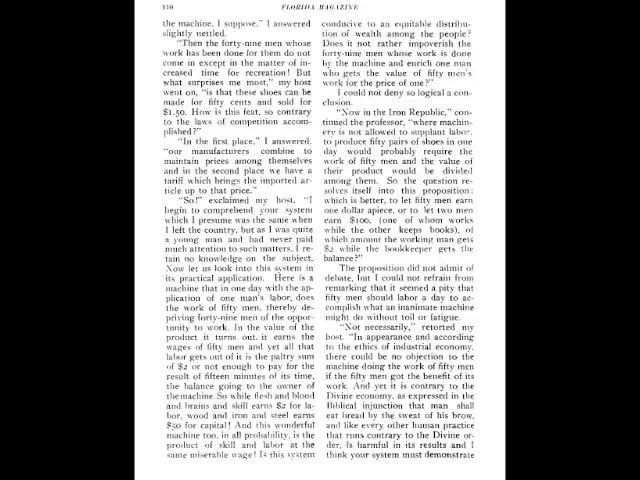 110 FLORIDA MAGAZINE
the machine, I suppose," I answered
slightly nettled.
"Then the forty-nine men whose
work has been done for them do not
come in except in the matter of in-
creased time for recreation! But
what surprises me most," my host
went on, "is that these shoes can be
made for fifty cents and sold for
$1.50. How is this feat, so contrary
to the laws of competition accom-
plished?"
"In the first place," I answered,
"our manufacturers combine to
maintain prices among themselves
and in the second place we have a
tariff which brings the imported ar-
ticle up to that price."
"So!" exclaimed my host. "I
begin to comprehend your system
which I presume was the same when
I left the country, but as I was quite
a young man and had never paid
much attention to such matters, I re-
tain no knowledge on the subject.
Now let us look into this system in
its practical application. Here is a
machine that in one day with the ap-
plication of one man's labor, does
the work of fifty men, thereby de-
priving forty-nine men of the oppor-
tunity to work. In the value of the
product it turns out, it earns the
wages of fifty men and yet all that
labor gets out of it is the paltry sum
of $2 or not enough to pay for the
result of fifteen minutes of its time,
the balance going to the owner of
the machine. So while flesh and blood
and brains and skill earns $2 for la-
bor, wood and iron and steel earns
$50 for capital! And this wonderful
machine too, in all probability, is the
product of skill and labor at the
same miserable wage! Is this system
conducive to an equitable distribu-
tion of wealth among the people?
Does it not rather impoverish the
forty-nine men whose work is done
by the machine and enrich one man
who gets the value of fifty men's
work for the price of one?"
I could not deny so logical a con-
clusion.
"Now in the Iron Republic," con-
tinued the professor, "where machin-
ery is not allowed to supplant labor,
to produce fifty pairs of shoes in one
day would probably require the
work of fifty men and the value of
their product would be divided
among them. So the question re-
solves itself into this proposition:
which is better, to let fifty men earn
one dollar apiece, or to let two men
earn $100, (one of whom works
while the other keeps books), of
which amount the working man gets
$2 while the bookkeeper gets the
balance?"
The proposition did not admit of
debate, but I could not refrain from
remarking that it seemed a pity that
fifty men should labor a day to ac-
complish what an inanimate machine
might do without toil or fatigue.
"Not necessarily," retorted my
host. "In appearance and according
to the ethics of industrial economy,
there could be no objection to the
machine doing the work of fifty men
if the fifty men got the benefit of its
work. And yet it is contrary to the
Divine economy, as expressed in the
Biblical injunction that man shall
eat bread by the sweat of his brow,
and like every other human practice
that runs contrary to the Divine or-
der, is harmful in its results and I
think your system must demonstrate